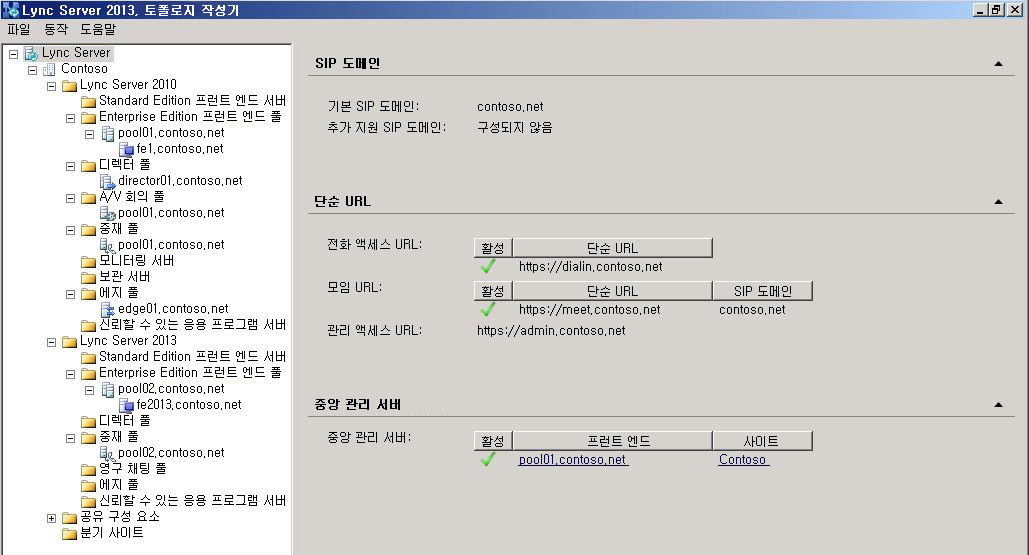 Lync Server 2013, 토폴로지 작성기
파일 동작 도움말
Lync Server
Contoso
Lync Server 2010
Standard Edition 프런트 엔드 서버
Enterprise Edition 프런트 엔드 풀
pool01.contoso.net
fe1.contoso.net
디렉터 풀
director01.contoso.net
A/V 회의 풀
pool01.contoso.net
중재 풀
pool01.contoso.net
모니터링 서버
보관 서버
에지 풀
edge01.contoso.net
신뢰할 수 있는 응용 프로그램 서버
Lync Server 2013
Standard Edition 프런트 엔드 서버
Enterprise Edition 프런트 엔드 풀
pool02.contoso.net
fe2013.contoso.net
디렉터 풀
중재 풀
pool02.contoso.net
영구 채팅 풀
에지 풀
신뢰할 수 있는 응용 프로그램 서버
공유 구성 요소
분기 사이트
SIP 도메인
기본 SIP 도메인: contoso.net
추가 지원 SIP 도메인: 구성되지 않음
단순 URL
전화 액세스 URL: 활성 단순 URL
https://dialin.contoso.net
모임 URL: 활성 단순 URL SIP 도메인
https://meet.contoso.net contoso.net
관리 액세스 URL: https://admin.contoso.net
중앙 관리 서버
중앙 관리 서버: 활성 프런트 엔드 사이트
pool01.contoso.net Contoso